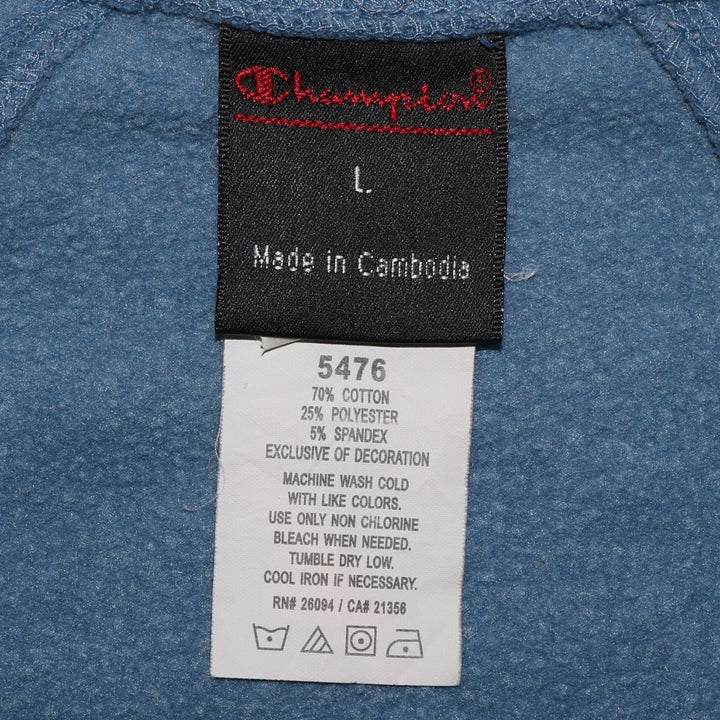 Champion®
L
Made in Cambodia
5476
70% COTTON
25% POLYESTER
5% SPANDEX
EXCLUSIVE OF DECORATION
MACHINE WASH COLD
WITH LIKE COLORS.
USE ONLY NON CHLORINE
BLEACH WHEN NEEDED.
TUMBLE DRY LOW.
COOL IRON IF NECESSARY.
RN# 26094 / CA# 21356